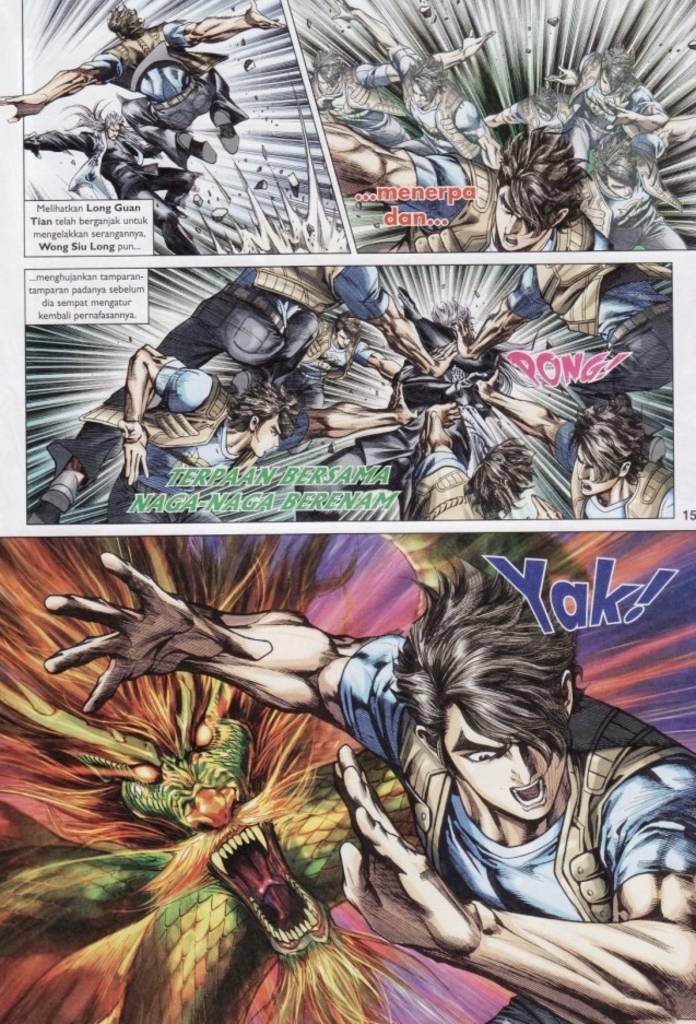 Melihatkan Long Guan
Tian telah berganjak untuk
mengelakkan serangannya,
Wong Siu Long pun...
...menerpa
dan...
...menghujankan tamparan-
tamparan padanya sebelum
dia sempat mengatur
kembali pernafasannya.
PONG!
TERPAAN BERSAMA
NAGA-NAGA BERENAM
15
Yak!